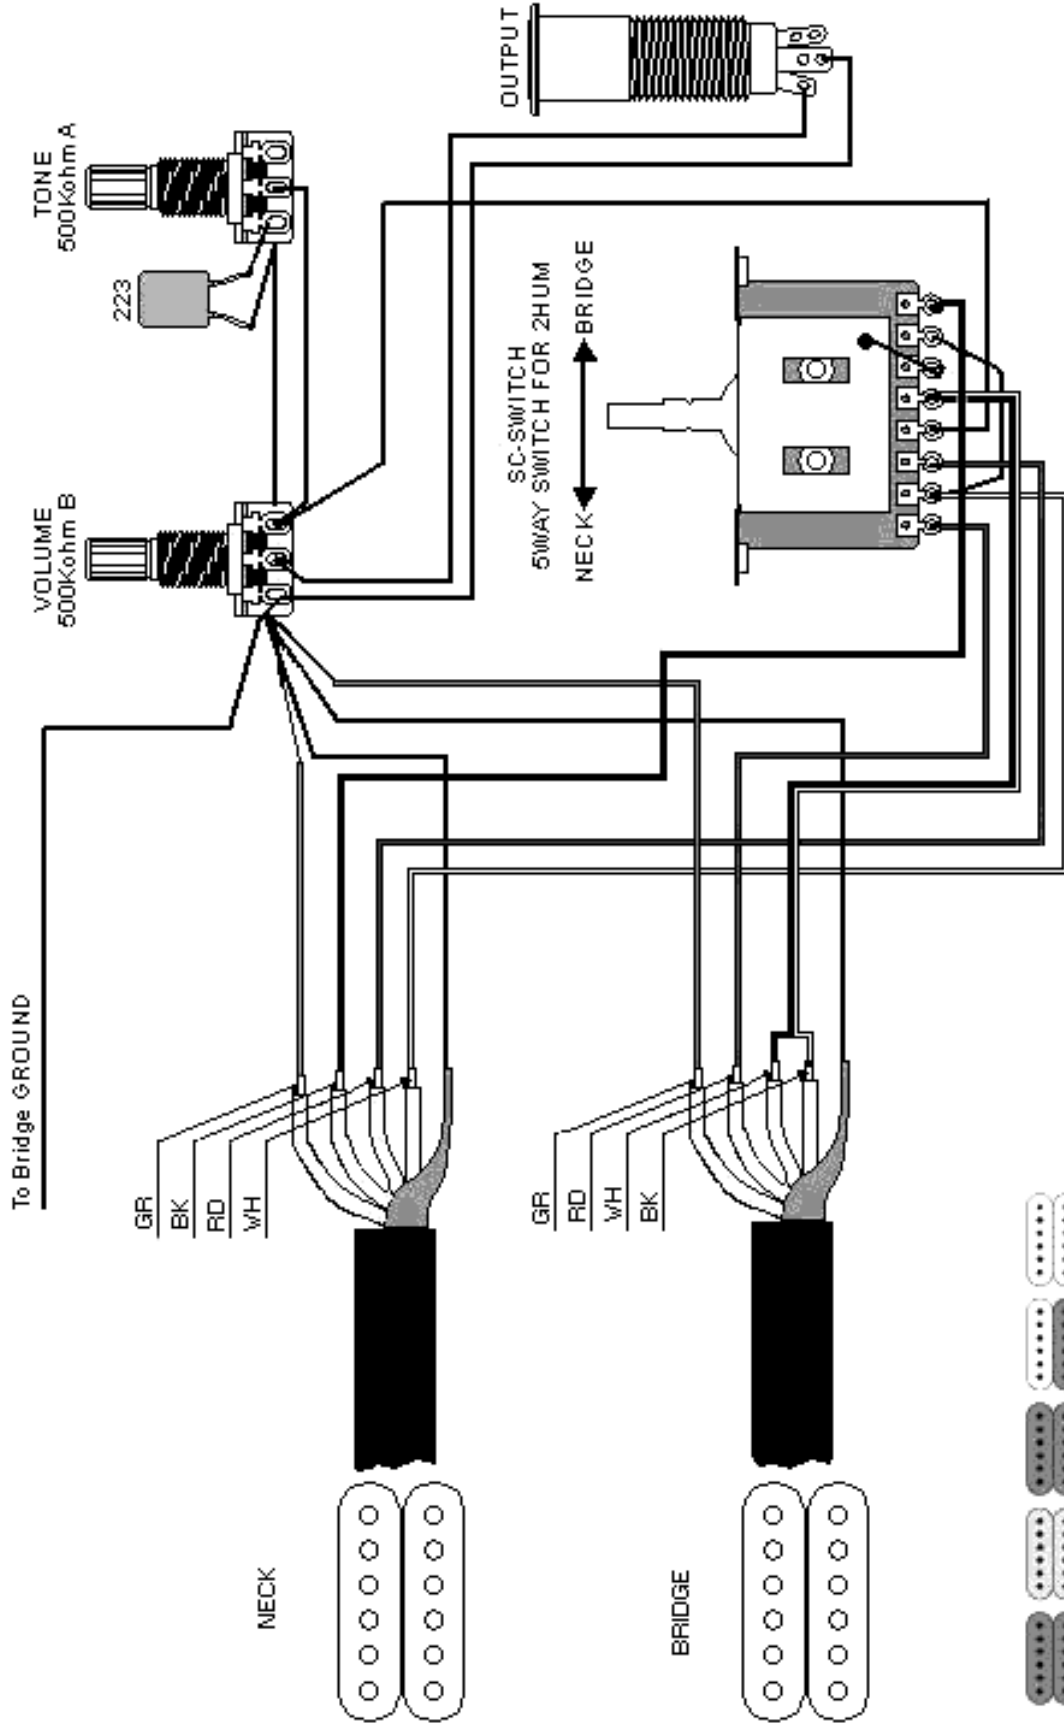 OUTPUT
TONE
500Kohm A
223
SC-SWITCH
5WAY SWITCH FOR 2HUM
NECK
BRIDGE
VOLUME
500Kohm B
To Bridge GROUND
GR
BK
RD
WH
GR
RD
WH
BK
NECK
BRIDGE